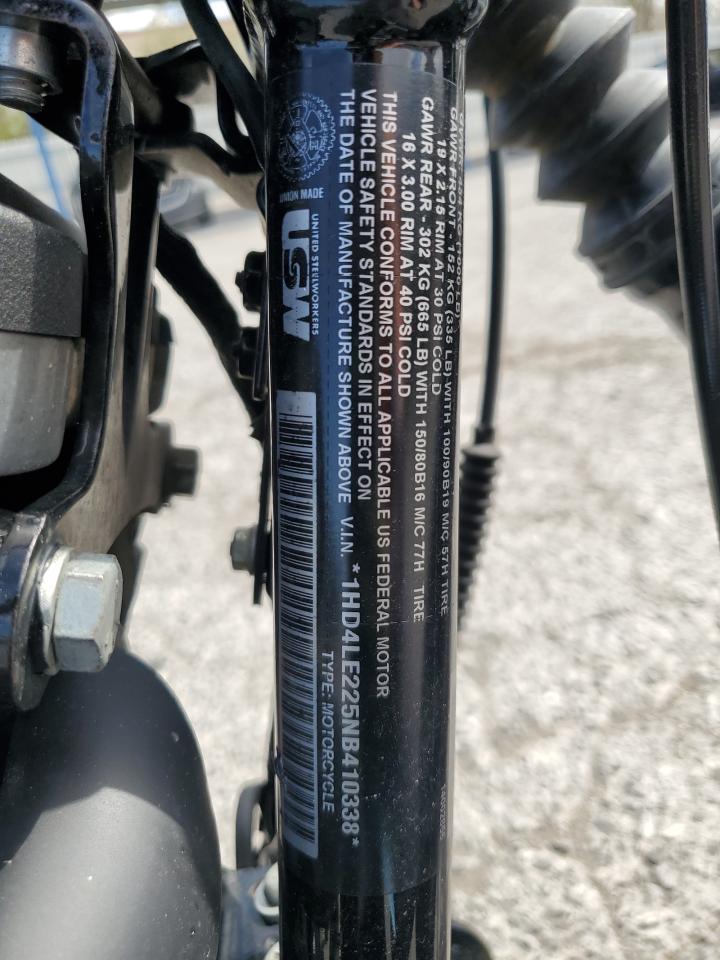 GAWR FRONT - 152 KG (335 LB) WITH 100/90B19 M/C 57H TIRE
19 X 2.15 RIM AT 30 PSI COLD
GAWR REAR - 302 KG (665 LB) WITH 150/80B16 M/C 77H TIRE
16 X 3.00 RIM AT 40 PSI COLD
THIS VEHICLE CONFORMS TO ALL APPLICABLE US FEDERAL MOTOR
VEHICLE SAFETY STANDARDS IN EFFECT ON
THE DATE OF MANUFACTURE SHOWN ABOVE V.I.N. *1HD4LE225NB410338*
TYPE: MOTORCYCLE
UNION MADE
USW
UNITED STEELWORKERS